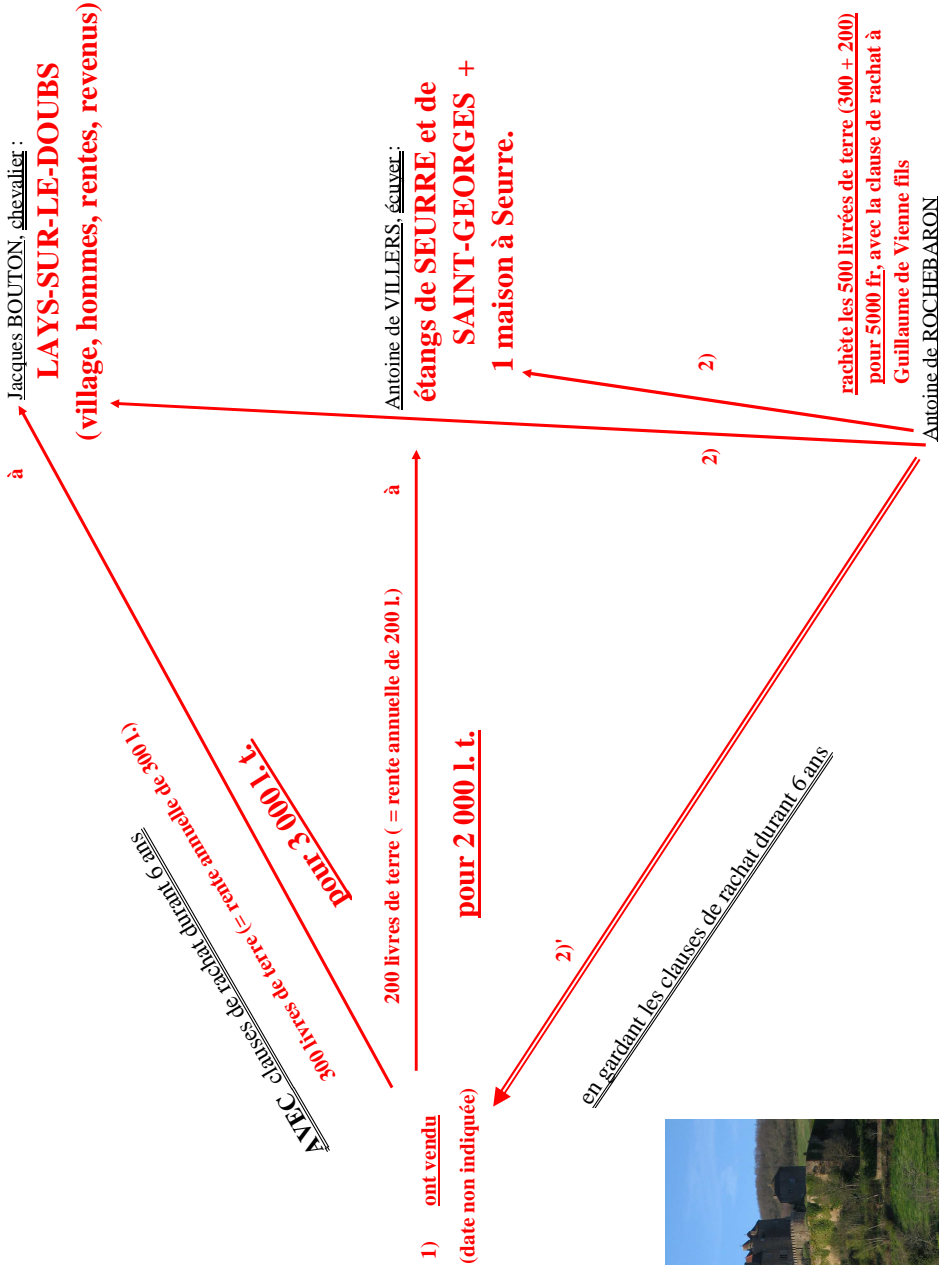 Jacques BOUTON, chevalier :
à
LAYS-SUR-LE-DOUBS
(village, hommes, rentes, revenus)
AVEC clauses de rachat durant 6 ans
300 livres de terre (= rente annuelle de 300 l.)
pour 3 000 l. t.
Antoine de VILLERS, écuyer :
200 livres de terre ( = rente annuelle de 200 l.)
à
étangs de SEURRE et de
SAINT-GEORGES +
1 maison à Seurre.
1) ont vendu
(date non indiquée)
pour 2 000 l. t.
2)'
2)
2)
en gardant les clauses de rachat durant 6 ans
rachète les 500 livrées de terre (300 + 200)
pour 5000 fr, avec la clause de rachat à
Guillaume de Vienne fils
Antoine de ROCHEBARON